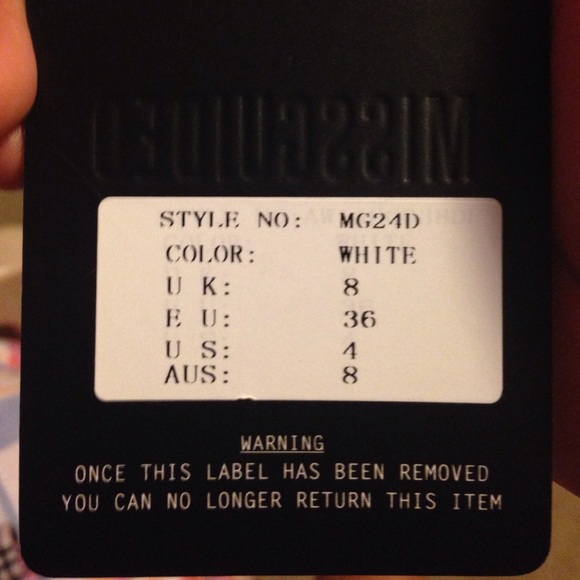 MISSGUIDED
STYLE NO: MG24D
COLOR: WHITE
U K: 8
E U: 36
U S: 4
AUS: 8
WARNING
ONCE THIS LABEL HAS BEEN REMOVED
YOU CAN NO LONGER RETURN THIS ITEM